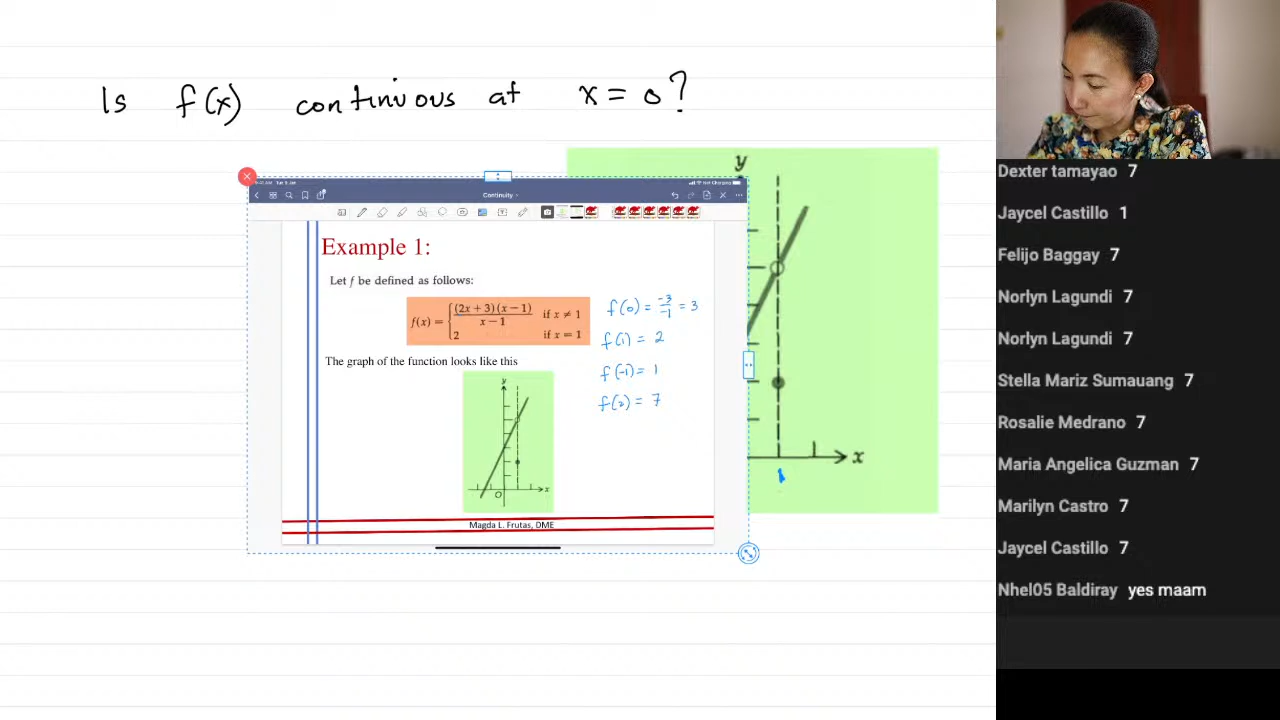 Is f(x) continuous at x = 0?
Continuity
Not Charging
Example 1:
Let f be defined as follows:
f(x) = { (2x + 3)(x − 1) / x − 1 if x ≠ 1
2 if x = 1
f(0) = -3/-1 = 3
f(1) = 2
f(-1) = 1
f(2) = 7
The graph of the function looks like this
y
x
O
Magda L. Frutas, DME
y
x
1
Dexter tamayao 7
Jaycel Castillo 1
Felijo Baggay 7
Norlyn Lagundi 7
Norlyn Lagundi 7
Stella Mariz Sumauang 7
Rosalie Medrano 7
Maria Angelica Guzman 7
Marilyn Castro 7
Jaycel Castillo 7
Nhel05 Baldiray yes maam